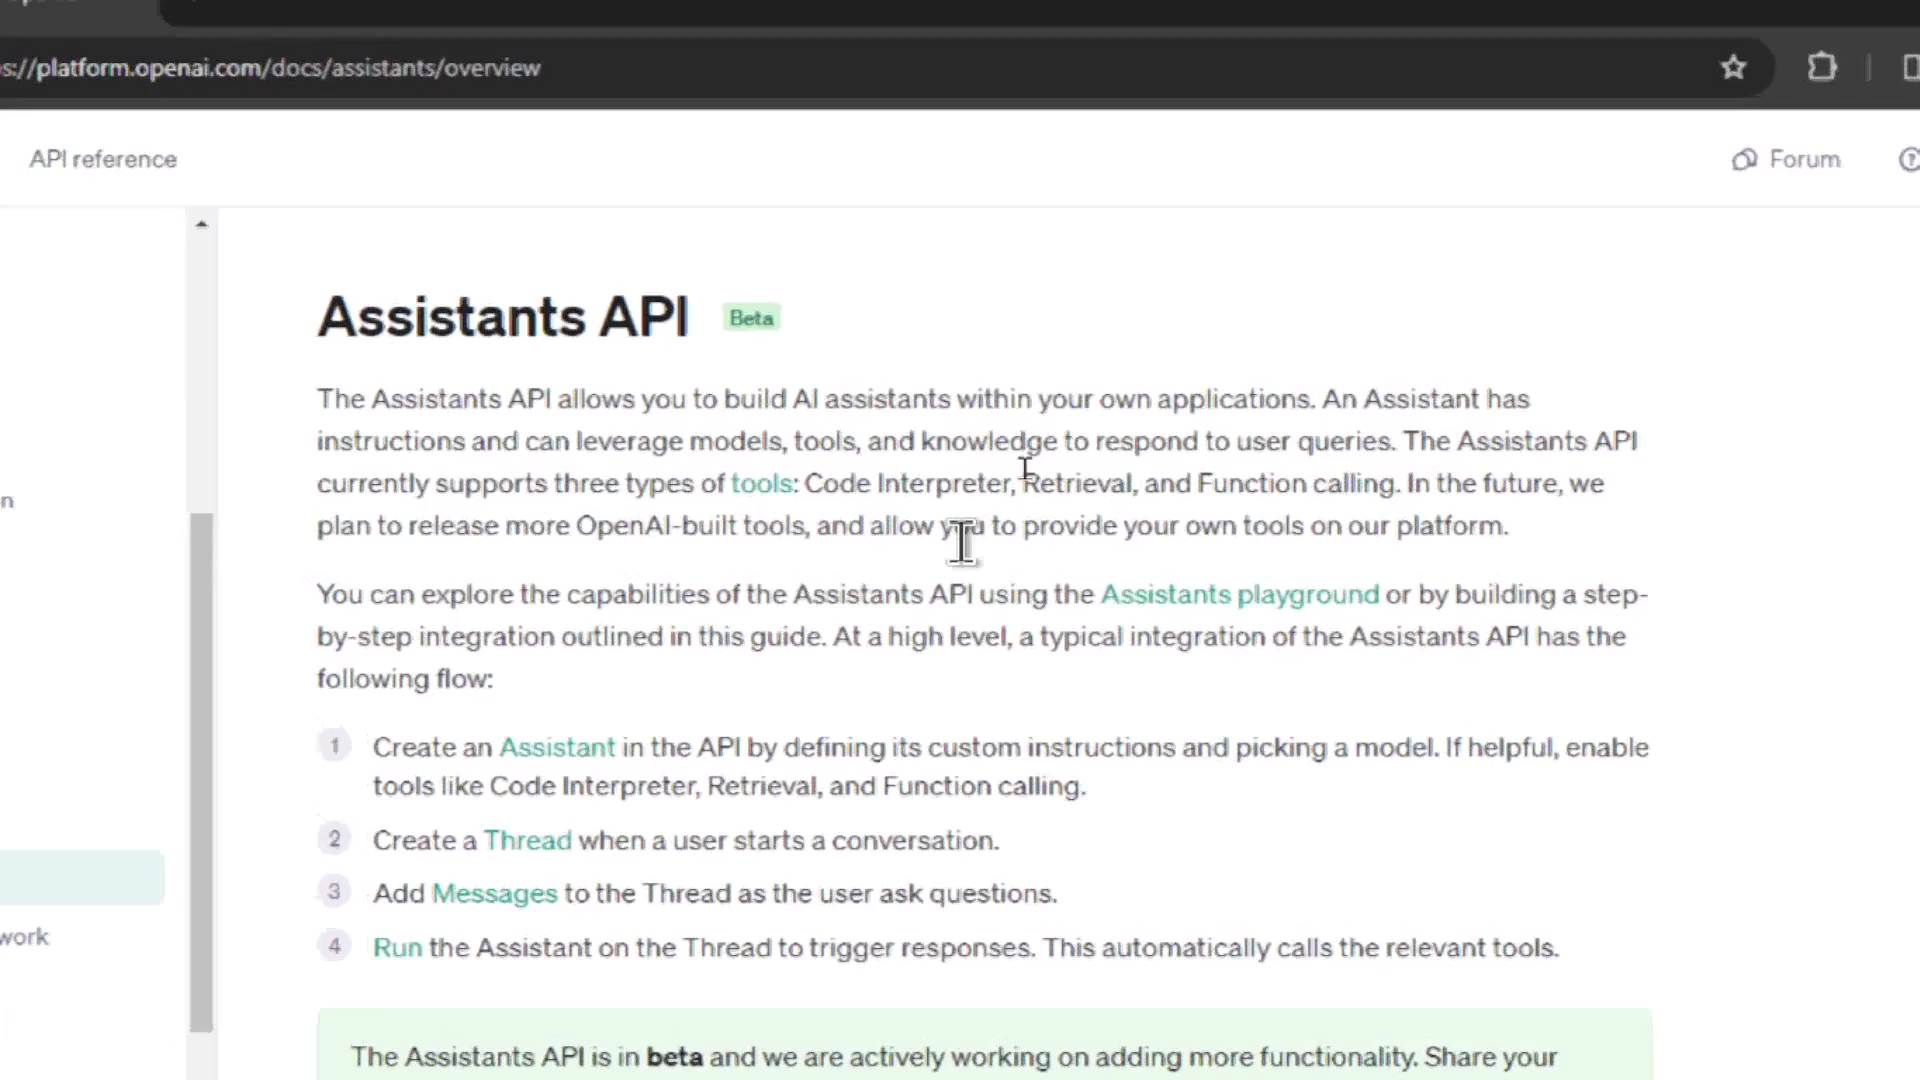 s://platform.openai.com/docs/assistants/overview
API reference
Forum
Assistants API Beta
The Assistants API allows you to build AI assistants within your own applications. An Assistant has
instructions and can leverage models, tools, and knowledge to respond to user queries. The Assistants API
currently supports three types of tools: Code Interpreter, Retrieval, and Function calling. In the future, we
plan to release more OpenAI-built tools, and allow you to provide your own tools on our platform.
You can explore the capabilities of the Assistants API using the Assistants playground or by building a step-
by-step integration outlined in this guide. At a high level, a typical integration of the Assistants API has the
following flow:
1 Create an Assistant in the API by defining its custom instructions and picking a model. If helpful, enable
tools like Code Interpreter, Retrieval, and Function calling.
2 Create a Thread when a user starts a conversation.
3 Add Messages to the Thread as the user ask questions.
4 Run the Assistant on the Thread to trigger responses. This automatically calls the relevant tools.
n
work
The Assistants API is in beta and we are actively working on adding more functionality. Share your